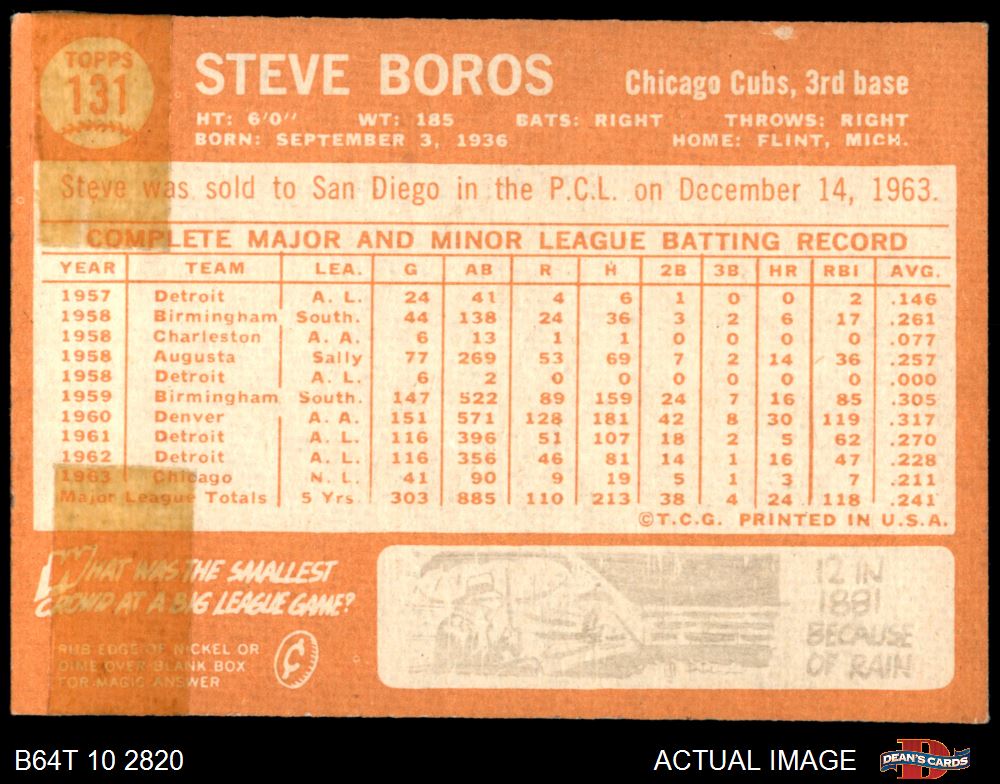 TOPPS
131
STEVE BOROS
Chicago Cubs, 3rd base
HT: 6'0" WT: 185 BATS: RIGHT THROWS: RIGHT
BORN: SEPTEMBER 3, 1936 HOME: FLINT, MICH.
Steve was sold to San Diego in the P.C.L. on December 14, 1963.
COMPLETE MAJOR AND MINOR LEAGUE BATTING RECORD
YEAR TEAM LEA. G AB R H 2B 3B HR RBI AVG.
1957 Detroit A. L. 24 41 4 6 1 0 0 2 .146
1958 Birmingham South. 44 138 24 36 3 2 6 17 .261
1958 Charleston A. A. 6 13 1 1 0 0 0 0 .077
1958 Augusta Sally 77 269 53 69 7 2 14 36 .257
1958 Detroit A. L. 6 2 0 0 0 0 0 0 .000
1959 Birmingham South. 147 522 89 159 24 7 16 85 .305
1960 Denver A. A. 151 571 128 181 42 8 30 119 .317
1961 Detroit A. L. 116 396 51 107 18 2 5 62 .270
1962 Detroit A. L. 116 356 46 81 14 1 16 47 .228
1963 Chicago N. L. 41 90 9 19 5 1 3 7 .211
Major League Totals 5 Yrs. 303 885 110 213 38 4 24 118 .241
©T.C.G. PRINTED IN U.S.A.
WHAT WAS THE SMALLEST
CROWD AT A BIG LEAGUE GAME?
RUB EDGE OF NICKEL OR
DIME OVER BLANK BOX
FOR MAGIC ANSWER
12 IN
1881
BECAUSE
OF RAIN
B64T 10 2820
ACTUAL IMAGE
DEAN'S CARDS